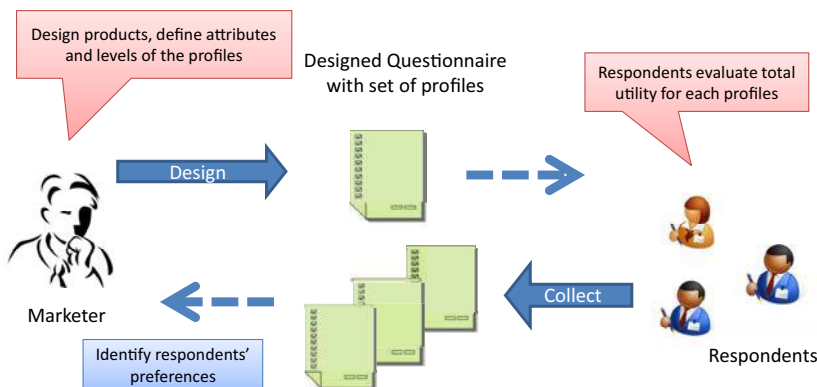 Design products, define attributes
and levels of the profiles
Designed Questionnaire
with set of profiles
Respondents evaluate total
utility for each profiles
Design
Collect
Marketer
Identify respondents’
preferences
Respondents